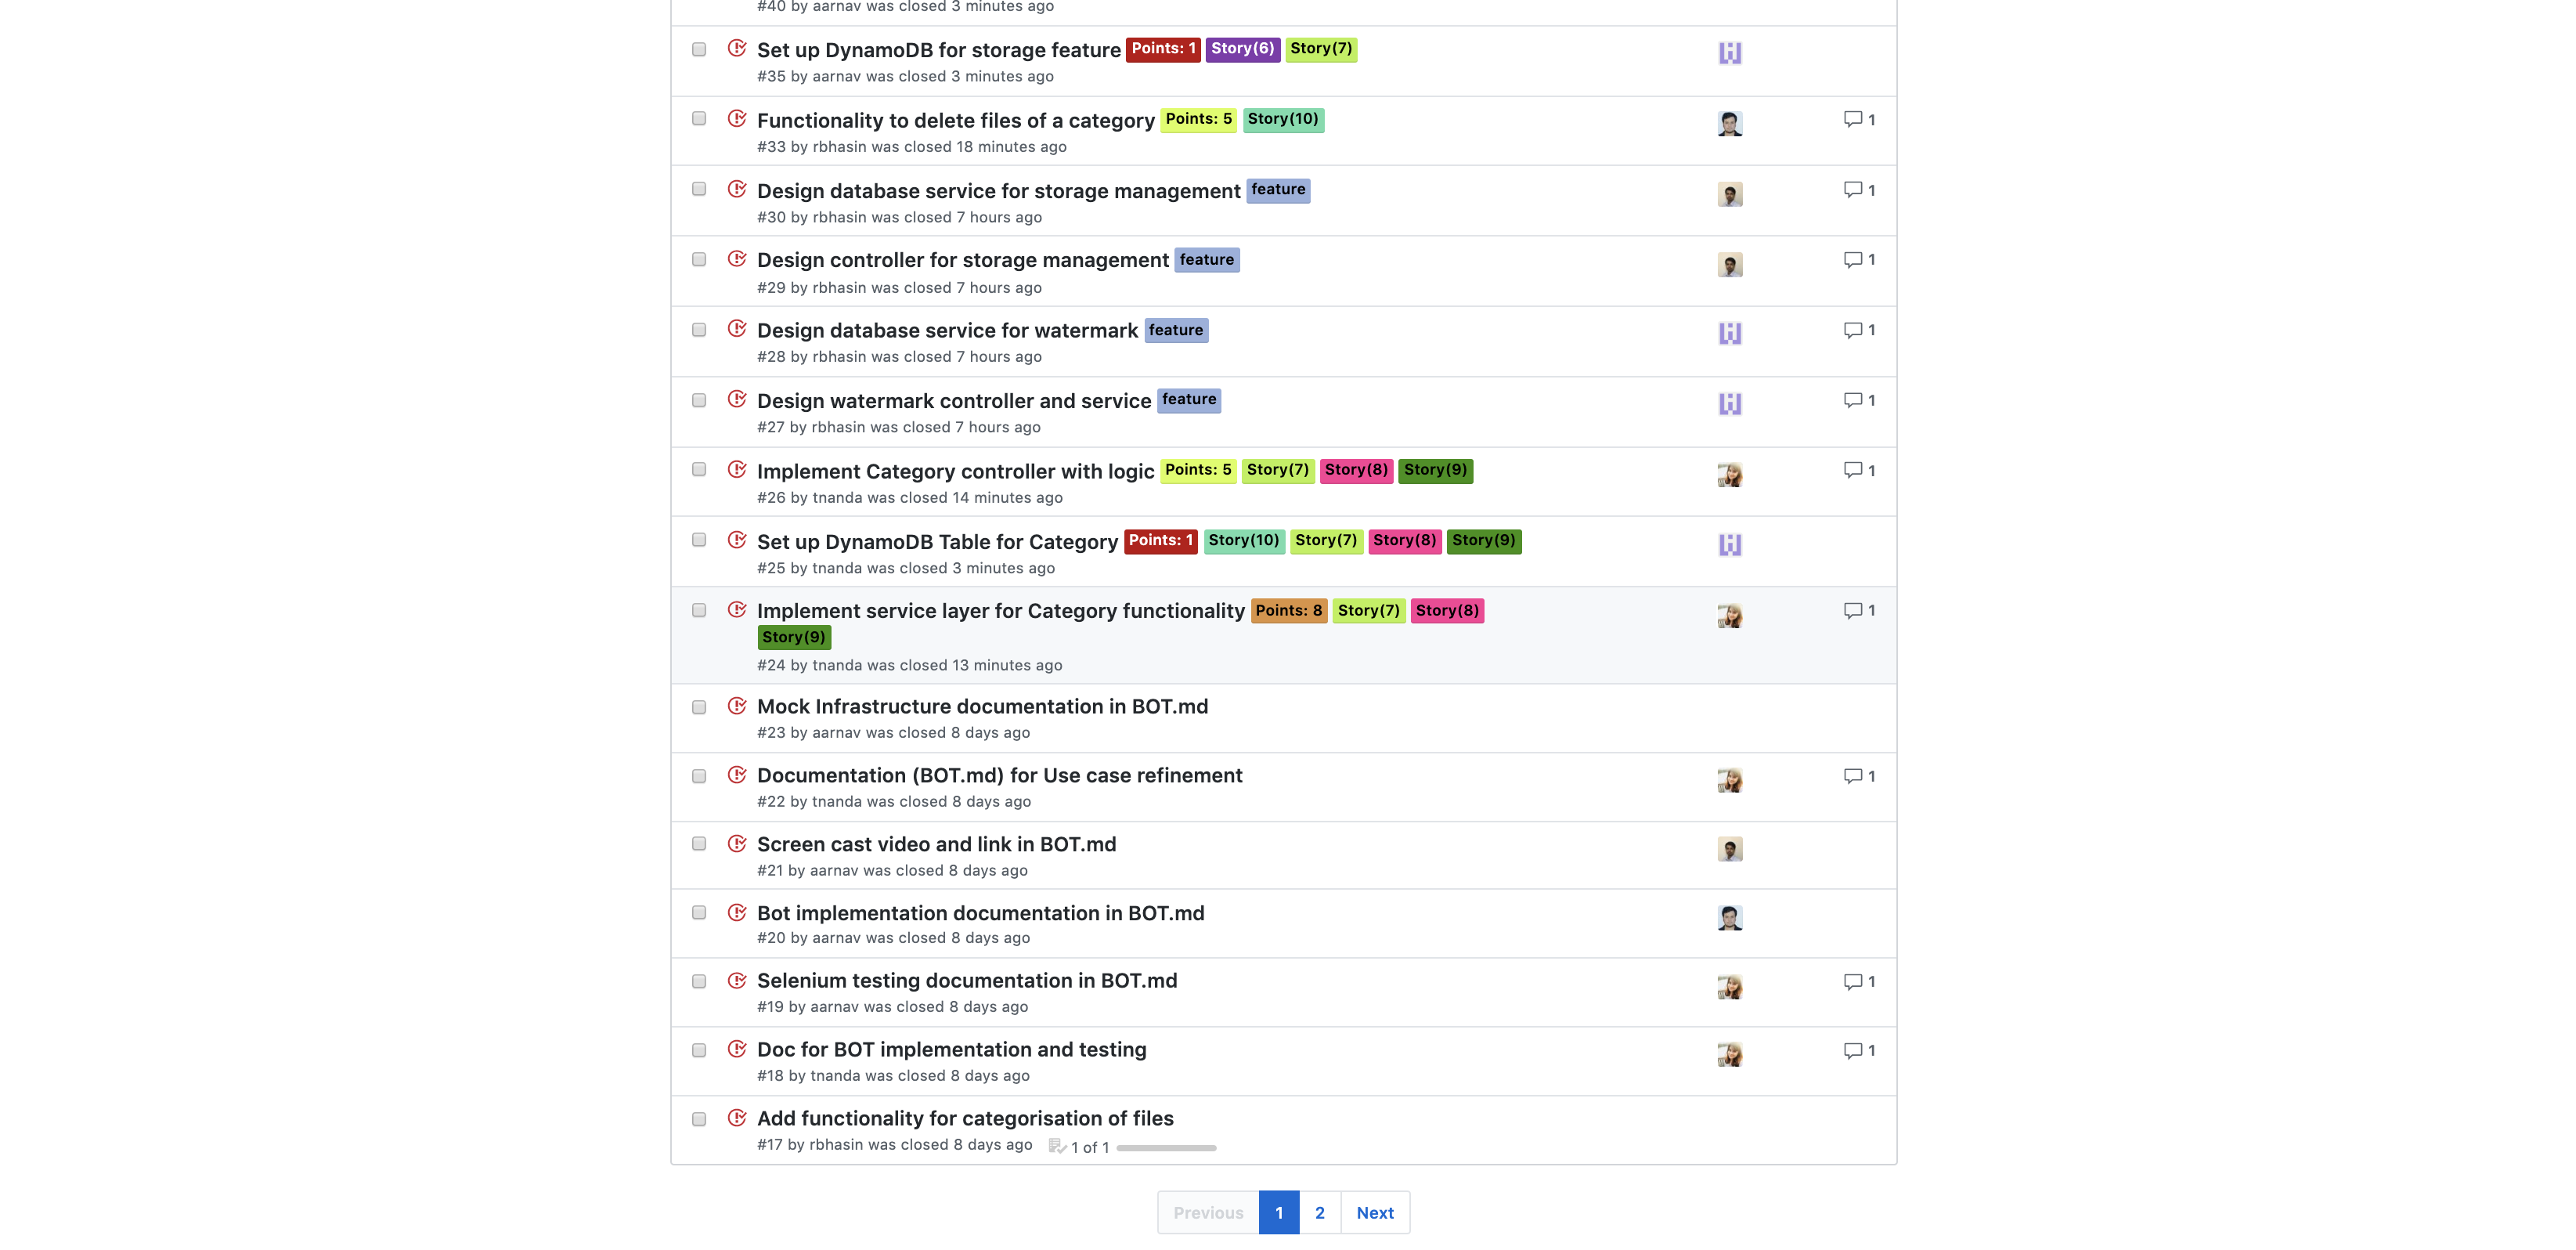 #40 by aarnav was closed 3 minutes ago
Set up DynamoDB for storage feature Points: 1 Story(6) Story(7)
#35 by aarnav was closed 3 minutes ago
Functionality to delete files of a category Points: 5 Story(10) 1
#33 by rbhasin was closed 18 minutes ago
Design database service for storage management feature 1
#30 by rbhasin was closed 7 hours ago
Design controller for storage management feature 1
#29 by rbhasin was closed 7 hours ago
Design database service for watermark feature 1
#28 by rbhasin was closed 7 hours ago
Design watermark controller and service feature 1
#27 by rbhasin was closed 7 hours ago
Implement Category controller with logic Points: 5 Story(7) Story(8) Story(9) 1
#26 by tnanda was closed 14 minutes ago
Set up DynamoDB Table for Category Points: 1 Story(10) Story(7) Story(8) Story(9)
#25 by tnanda was closed 3 minutes ago
Implement service layer for Category functionality Points: 8 Story(7) Story(8) 1
Story(9)
#24 by tnanda was closed 13 minutes ago
Mock Infrastructure documentation in BOT.md
#23 by aarnav was closed 8 days ago
Documentation (BOT.md) for Use case refinement 1
#22 by tnanda was closed 8 days ago
Screen cast video and link in BOT.md
#21 by aarnav was closed 8 days ago
Bot implementation documentation in BOT.md
#20 by aarnav was closed 8 days ago
Selenium testing documentation in BOT.md 1
#19 by aarnav was closed 8 days ago
Doc for BOT implementation and testing 1
#18 by tnanda was closed 8 days ago
Add functionality for categorisation of files
#17 by rbhasin was closed 8 days ago 1 of 1
Previous 1 2 Next